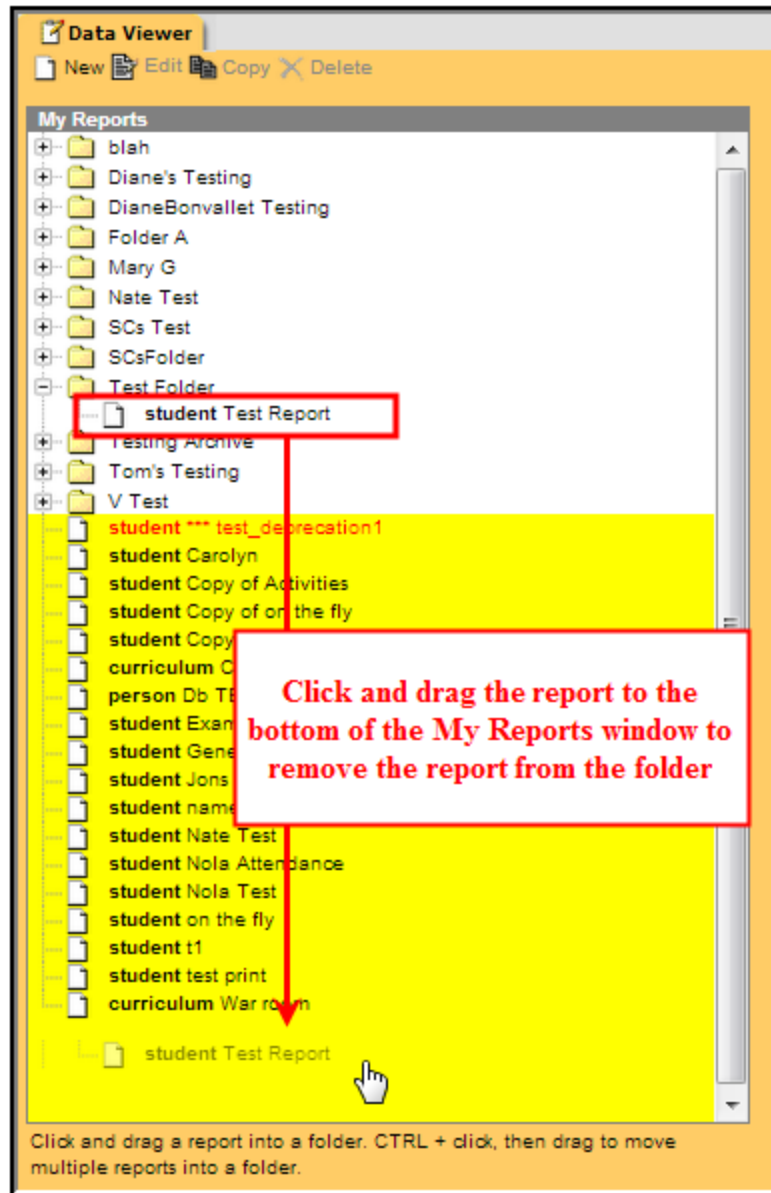 Data Viewer
New Edit Copy Delete
My Reports
blah
Diane's Testing
DianeBonvallet Testing
Folder A
Mary G
Nate Test
SCs Test
SCsFolder
Test Folder
student Test Report
Testing Archive
Tom's Testing
V Test
student *** test_deprecation1
student Carolyn
student Copy of Activities
student Copy of on the fly
student Copy
curriculum
person Db
student
student
student Jons
student name
Click and drag the report to the
bottom of the My Reports window to
remove the report from the folder
student Nate Test
student Nola Attendance
student Nola Test
student on the fly
student t1
student test print
curriculum War room
student Test Report
Click and drag a report into a folder. CTRL + click, then drag to move
multiple reports into a folder.